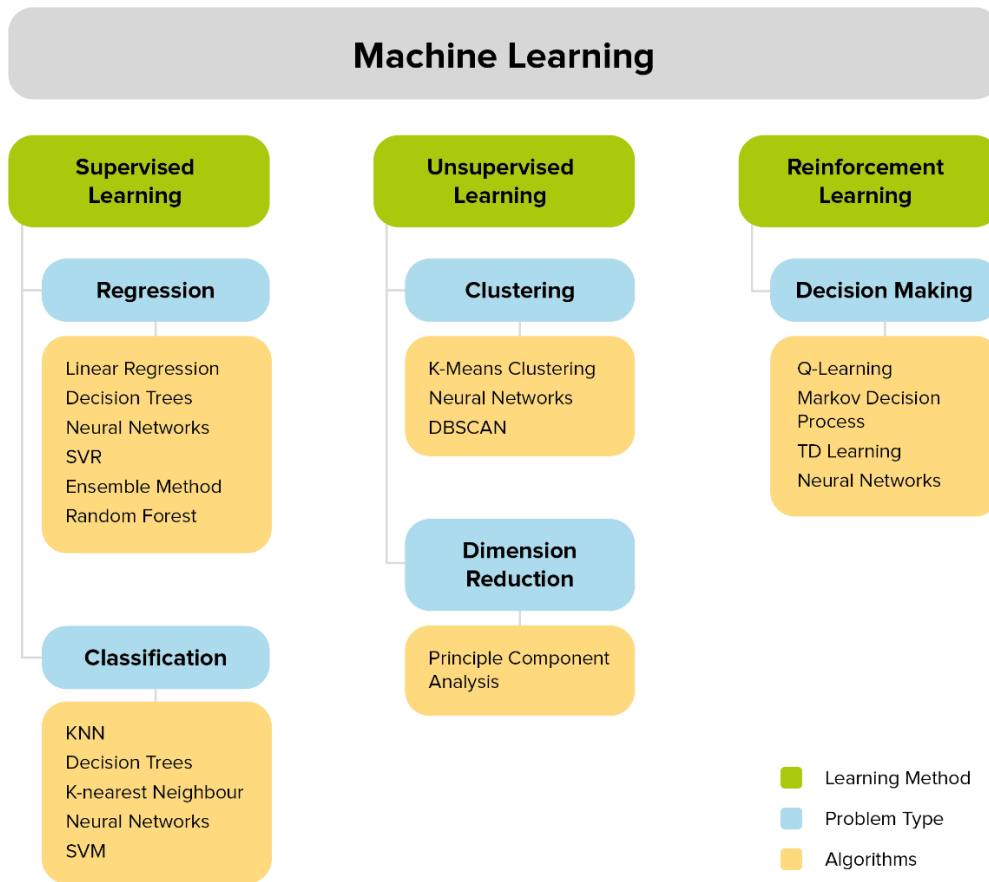 Machine Learning
Supervised
Learning
Regression
Linear Regression
Decision Trees
Neural Networks
SVR
Ensemble Method
Random Forest
Classification
KNN
Decision Trees
K-nearest Neighbour
Neural Networks
SVM
Unsupervised
Learning
Clustering
K-Means Clustering
Neural Networks
DBSCAN
Dimension
Reduction
Principle Component
Analysis
Reinforcement
Learning
Decision Making
Q-Learning
Markov Decision
Process
TD Learning
Neural Networks
Learning Method
Problem Type
Algorithms